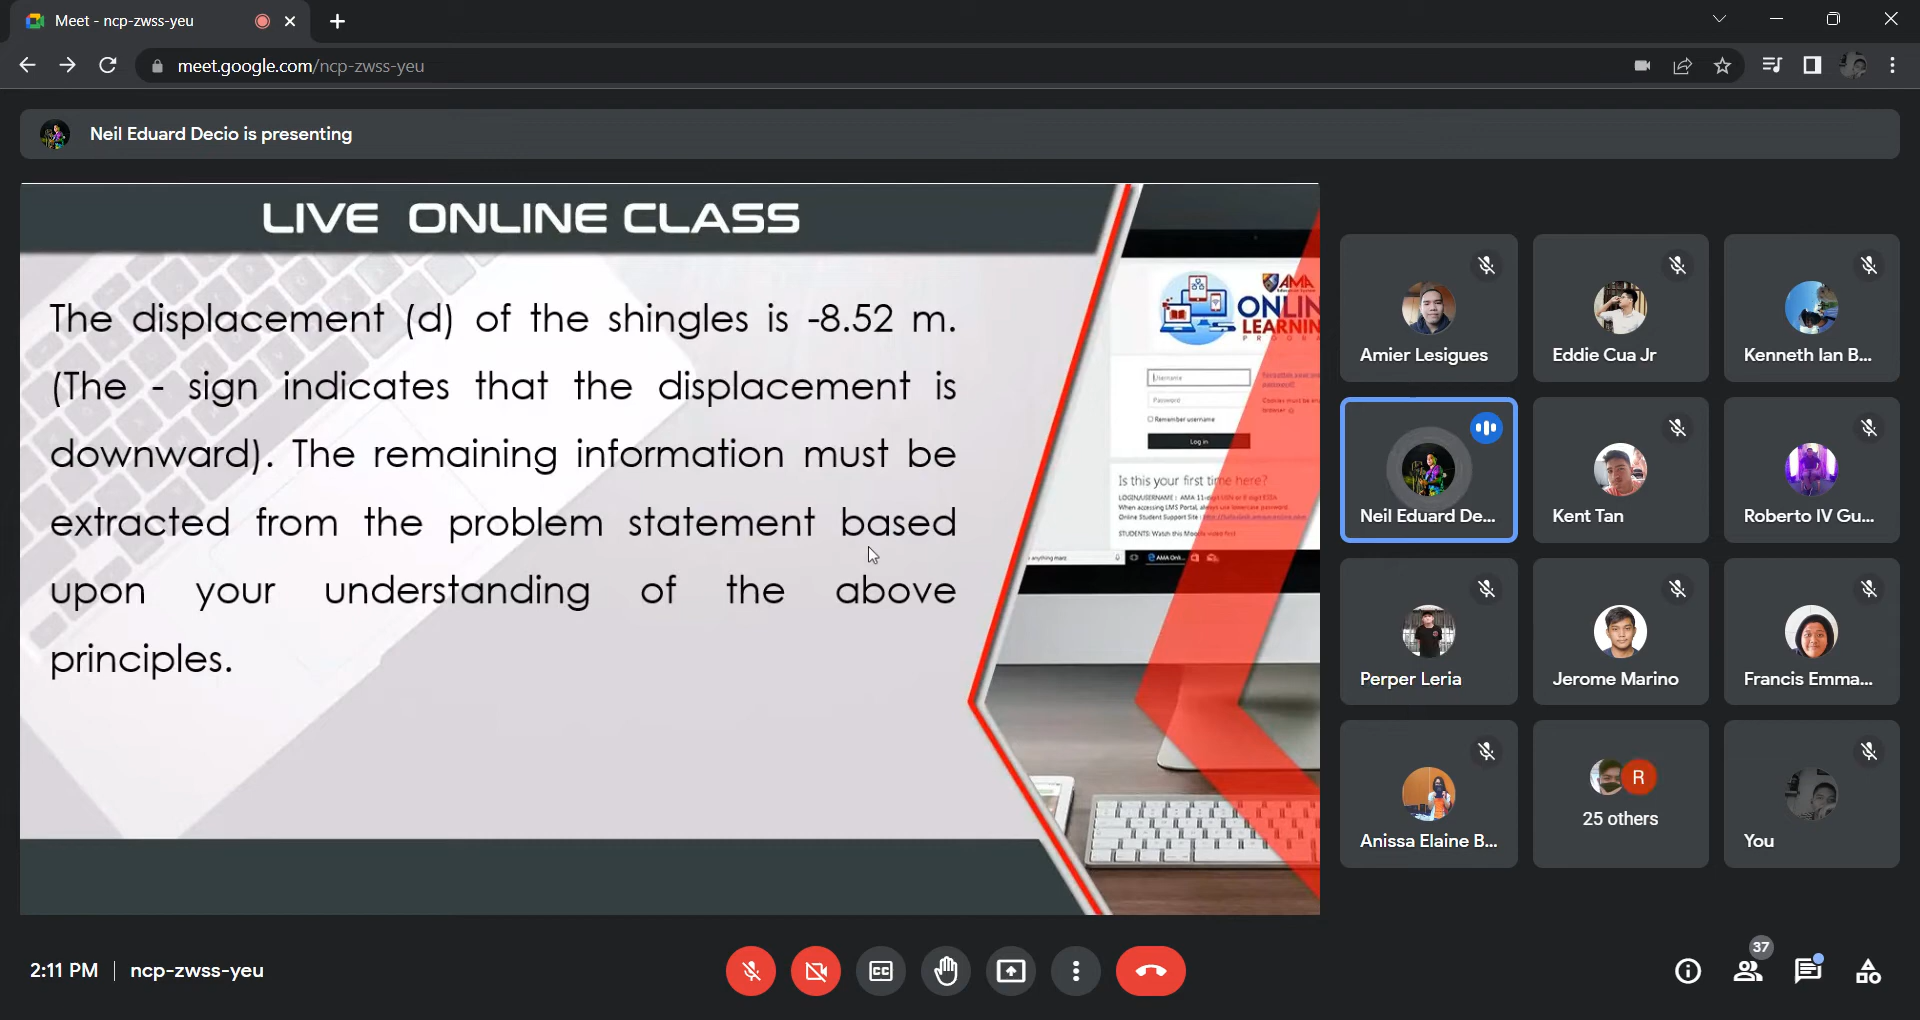 Meet - ncp-zwss-yeu
meet.google.com/ncp-zwss-yeu
Neil Eduard Decio is presenting
LIVE ONLINE CLASS
The displacement (d) of the shingles is -8.52 m.
(The - sign indicates that the displacement is
downward). The remaining information must be
extracted from the problem statement based
upon your understanding of the above
principles.
AMA
ONLIN
LEARNIN
Username
Password
Remember username
Log in
Is this your first time here?
Amier Lesigues
Eddie Cua Jr
Kenneth Ian B...
Neil Eduard De...
Kent Tan
Roberto IV Gu...
Perper Leria
Jerome Marino
Francis Emma...
Anissa Elaine B...
R
25 others
You
2:11 PM | ncp-zwss-yeu
CC
37